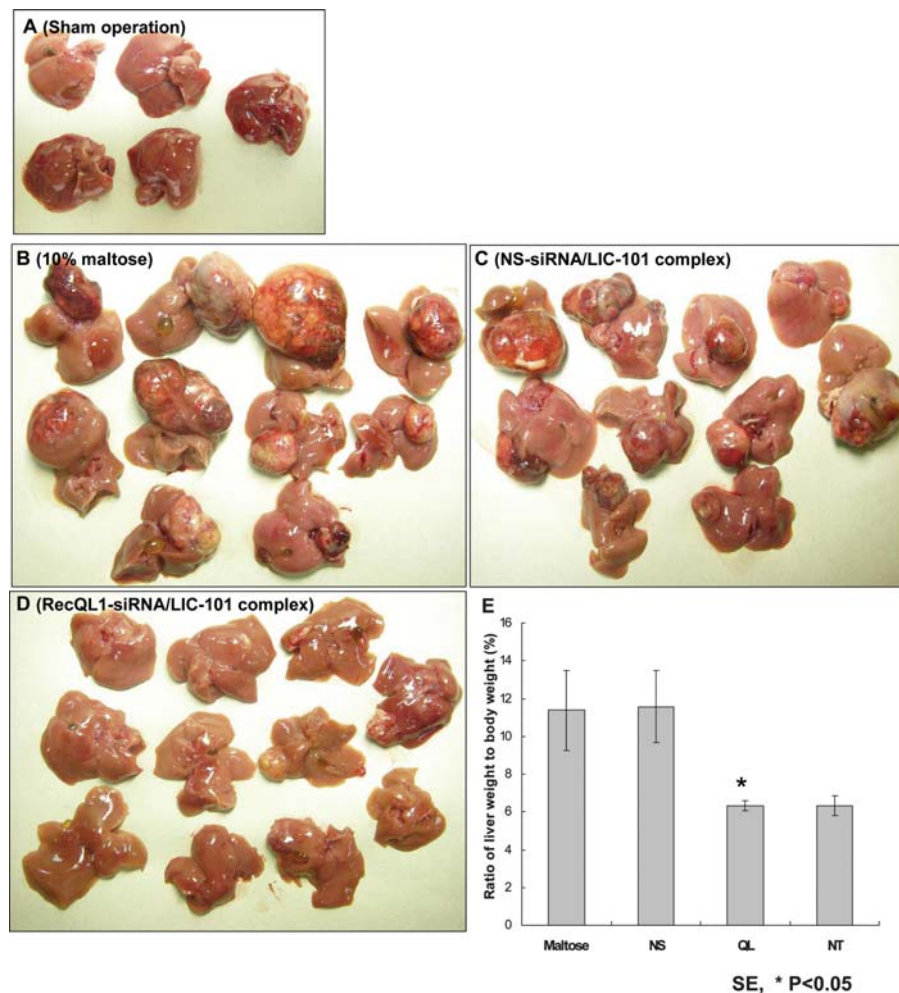 A (Sham operation)
B (10% maltose)
C (NS-siRNA/LIC-101 complex)
D (RecQL1-siRNA/LIC-101 complex)
E
Ratio of liver weight to body weight (%)
16
14
12
10
8
6
4
2
0
*
Maltose NS QL NT
SE, * P<0.05